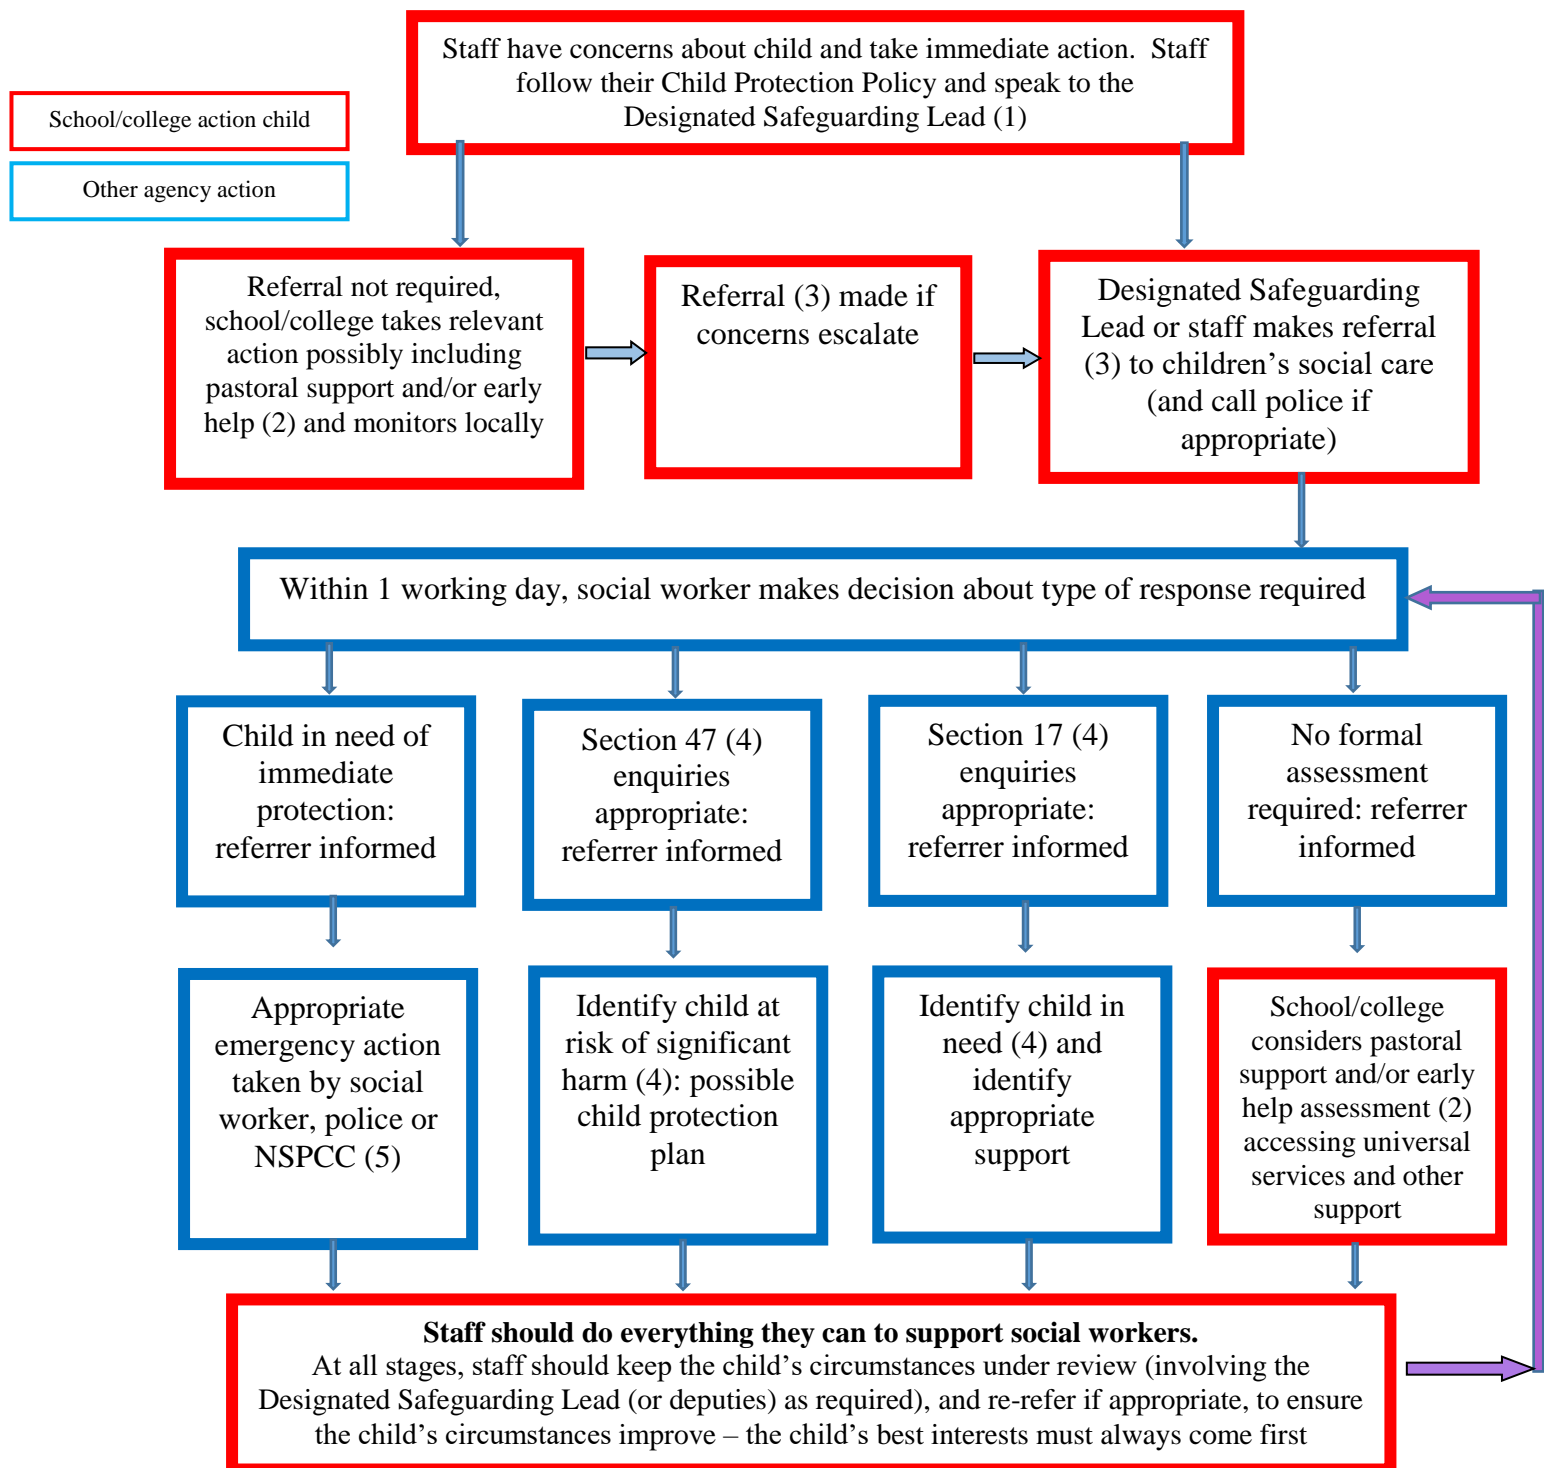 Staff have concerns about child and take immediate action.  Staff
follow their Child Protection Policy and speak to the
Designated Safeguarding Lead (1)
School/college action child
Other agency action
Referral not required,
school/college takes relevant
action possibly including
pastoral support and/or early
help (2) and monitors locally
Referral (3) made if
concerns escalate
Designated Safeguarding
Lead or staff makes referral
(3) to children’s social care
(and call police if
appropriate)
Within 1 working day, social worker makes decision about type of response required
Child in need of
immediate
protection:
referrer informed
Section 47 (4)
enquiries
appropriate:
referrer informed
Section 17 (4)
enquiries
appropriate:
referrer informed
No formal
assessment
required: referrer
informed
Appropriate
emergency action
taken by social
worker, police or
NSPCC (5)
Identify child at
risk of significant
harm (4): possible
child protection
plan
Identify child in
need (4) and
identify
appropriate
support
School/college
considers pastoral
support and/or early
help assessment (2)
accessing universal
services and other
support
Staff should do everything they can to support social workers.
At all stages, staff should keep the child’s circumstances under review (involving the
Designated Safeguarding Lead (or deputies) as required), and re-refer if appropriate, to ensure
the child’s circumstances improve – the child’s best interests must always come first